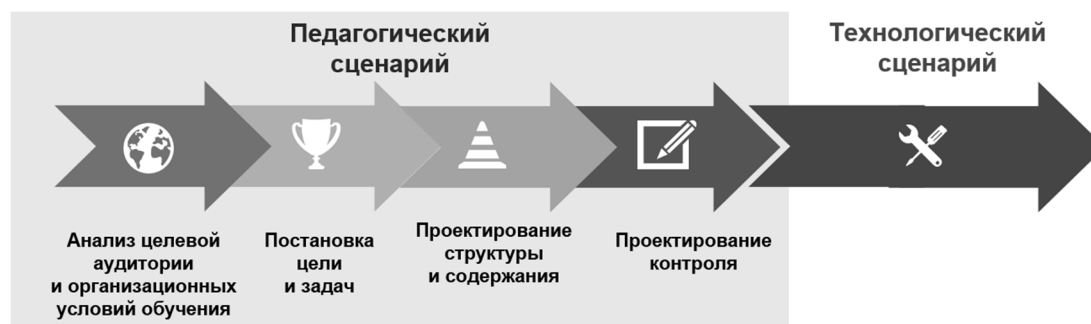 Педагогический
сценарий
Технологический
сценарий
Анализ целевой
аудитории
и организационных
условий обучения
Постановка
цели
и задач
Проектирование
структуры
и содержания
Проектирование
контроля